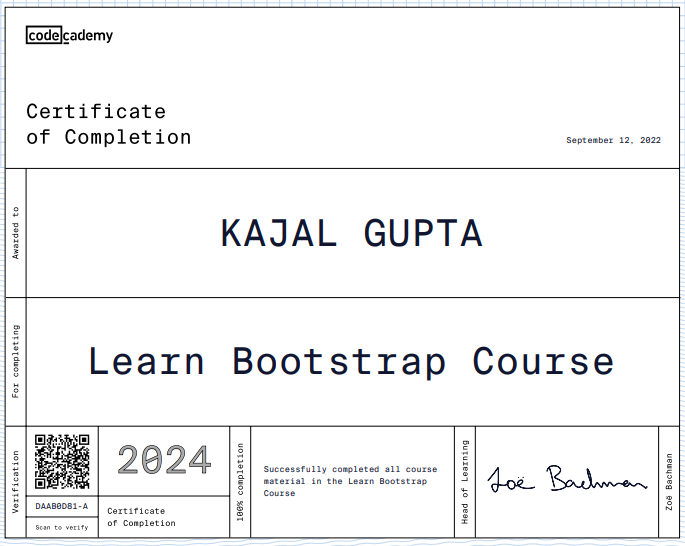 codecademy
Certificate
of Completion
September 12, 2022
Awarded to
KAJAL GUPTA
For completing
Learn Bootstrap Course
Verification
DAAB0D81-A
Scan to verify
2024
Certificate
of Completion
100% completion
Successfully completed all course
material in the Learn Bootstrap
Course
Head of Learning
Zoë Bachman
Zoë Bachman